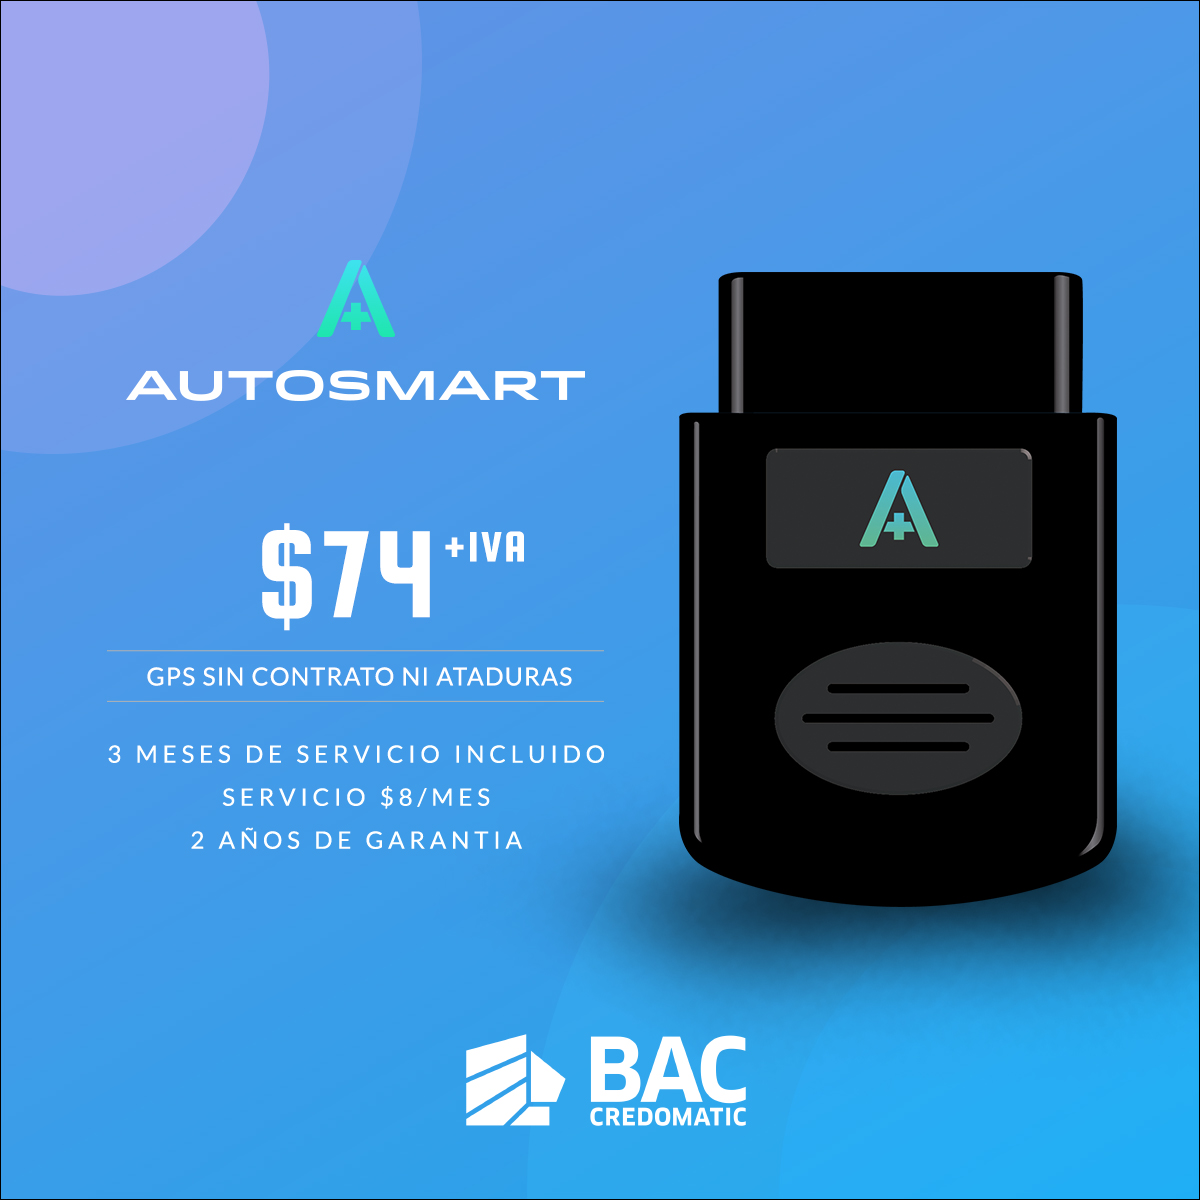 AUTOSMART
$74 +IVA
GPS SIN CONTRATO NI ATADURAS
3 MESES DE SERVICIO INCLUIDO
SERVICIO $8/MES
2 AÑOS DE GARANTIA
BAC
CREDOMATIC